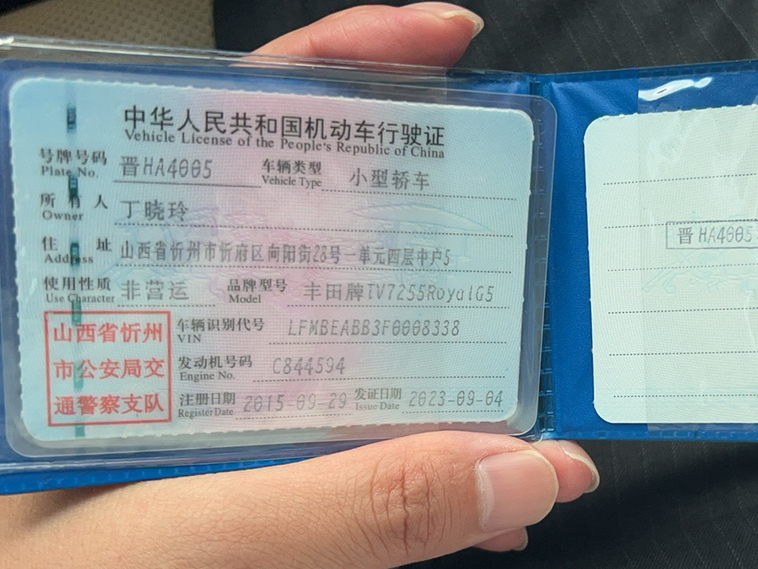 中华人民共和国机动车行驶证
Vehicle License of the People's Republic of China
号牌号码 晋HA4005 车辆类型 小型轿车
Plate No. Vehicle Type
所有人 丁晓玲
Owner
住址 山西省忻州市忻府区向阳街28号一单元四层中户5
Address
使用性质 非营运 品牌型号 丰田牌TV7255RoyalG5
Use Character Model
山西省忻州
市公安局交
通警察支队
车辆识别代号 LFMBEABB3F0008338
VIN
发动机号码 C844594
Engine No.
注册日期 2015-09-29 发证日期 2023-09-04
Register Date Issue Date
晋HA4005